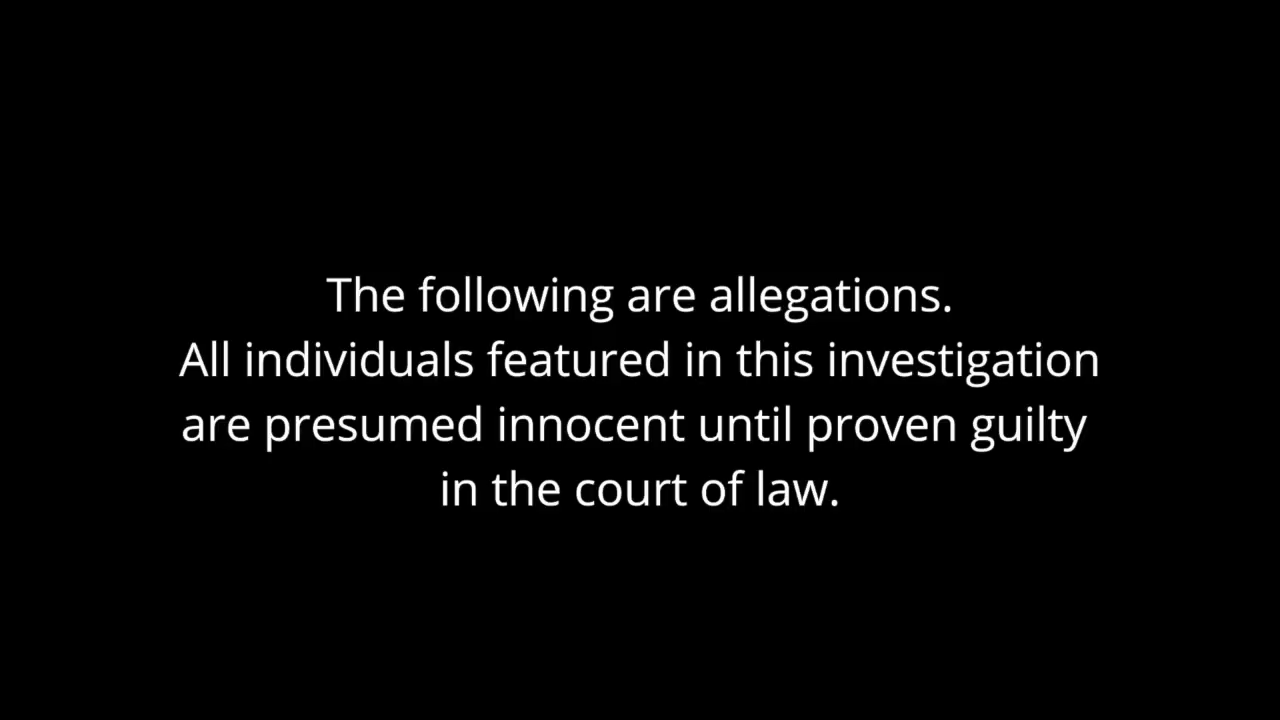 The following are allegations.
All individuals featured in this investigation
are presumed innocent until proven guilty
in the court of law.